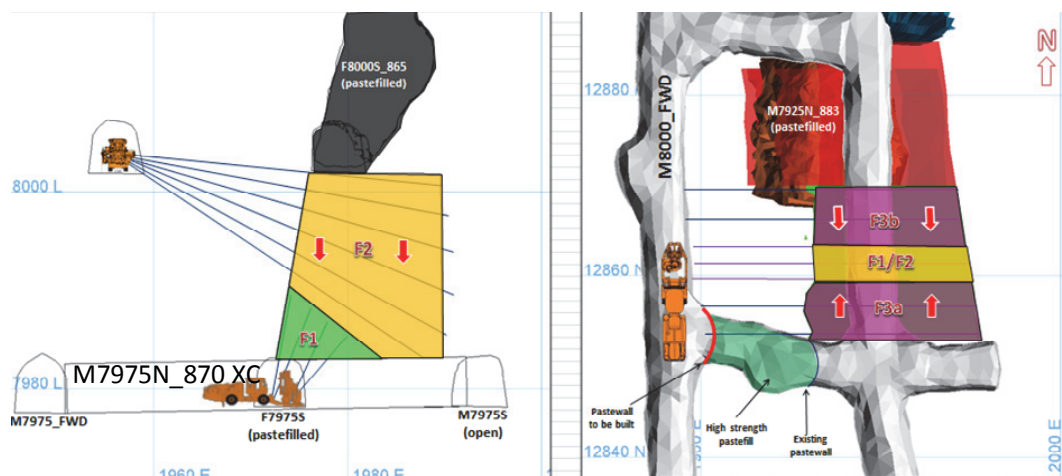 F8000S_865
(pastefilled)
8000 L
F2
F1
M7975N_870 XC
7980 L
M7975_FWD
F7975S
(pastefilled)
M7975S
(open)
1960 E
1980 E
N
12880 N
M8000_FWD
M7925N_883
(pastefilled)
F3b
12860 N
F1/F2
F3a
Pastewall
to be built
High strength
pastefill
Existing
pastewall
12840 N
2000 E